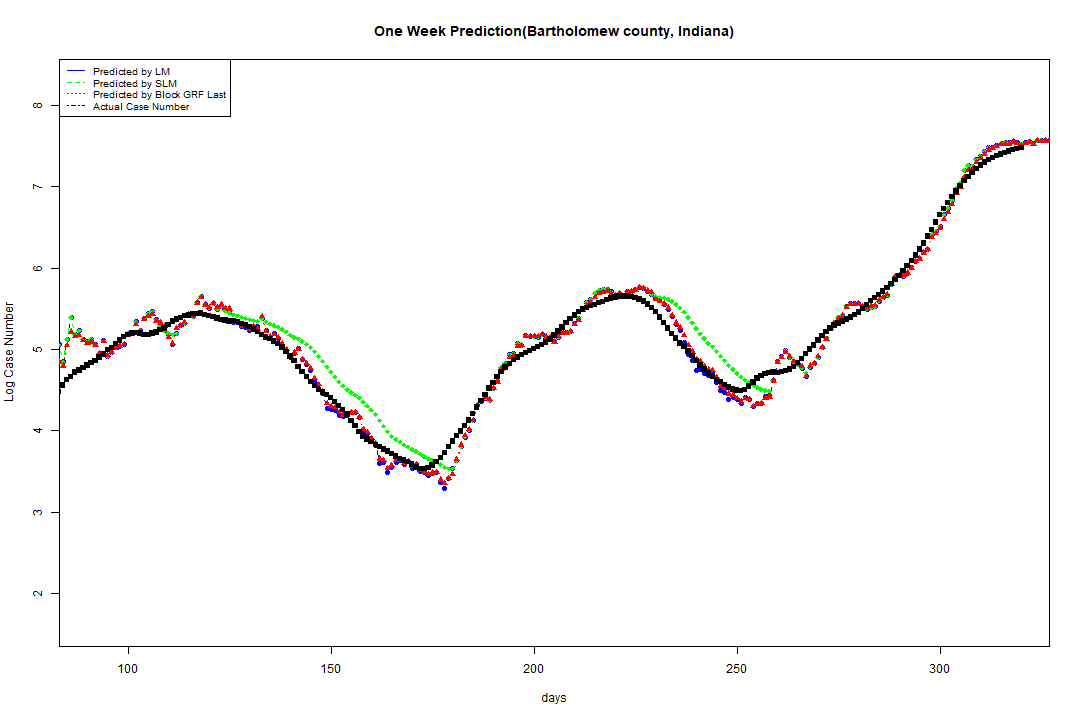 One Week Prediction(Bartholomew county, Indiana)
Predicted by LM
Predicted by SLM
Predicted by Block GRF Last
Actual Case Number
8
7
6
5
4
3
2
Log Case Number
100 150 200 250 300
days